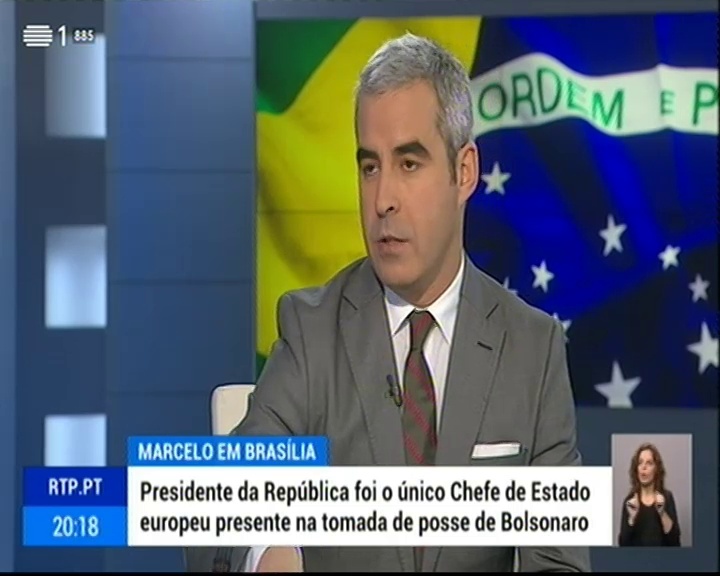 1 885
ORDEM E P
MARCELO EM BRASÍLIA
RTP.PT
Presidente da República foi o único Chefe de Estado
20:18
europeu presente na tomada de posse de Bolsonaro